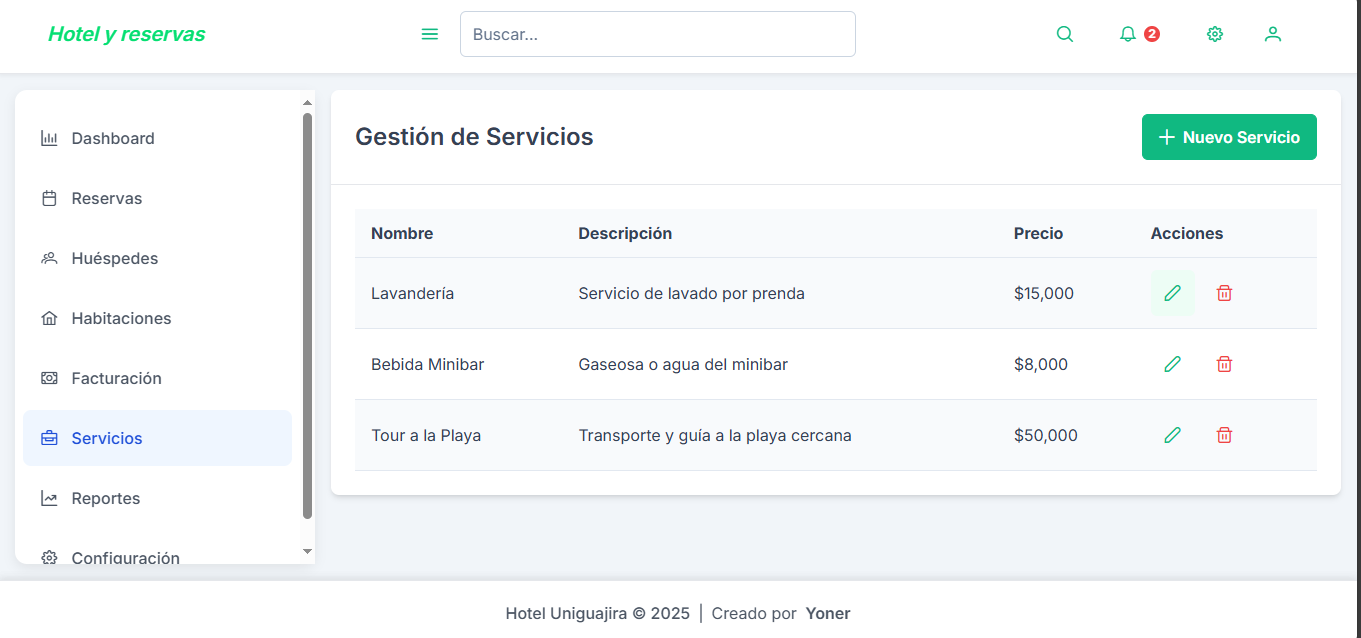 Hotel y reservas
Buscar...
2
Dashboard
Reservas
Huéspedes
Habitaciones
Facturación
Servicios
Reportes
Configuración
Gestión de Servicios
Nuevo Servicio
Nombre Descripción Precio Acciones
Lavandería Servicio de lavado por prenda $15,000
Bebida Minibar Gaseosa o agua del minibar $8,000
Tour a la Playa Transporte y guía a la playa cercana $50,000
Hotel Uniguajira © 2025 | Creado por Yoner